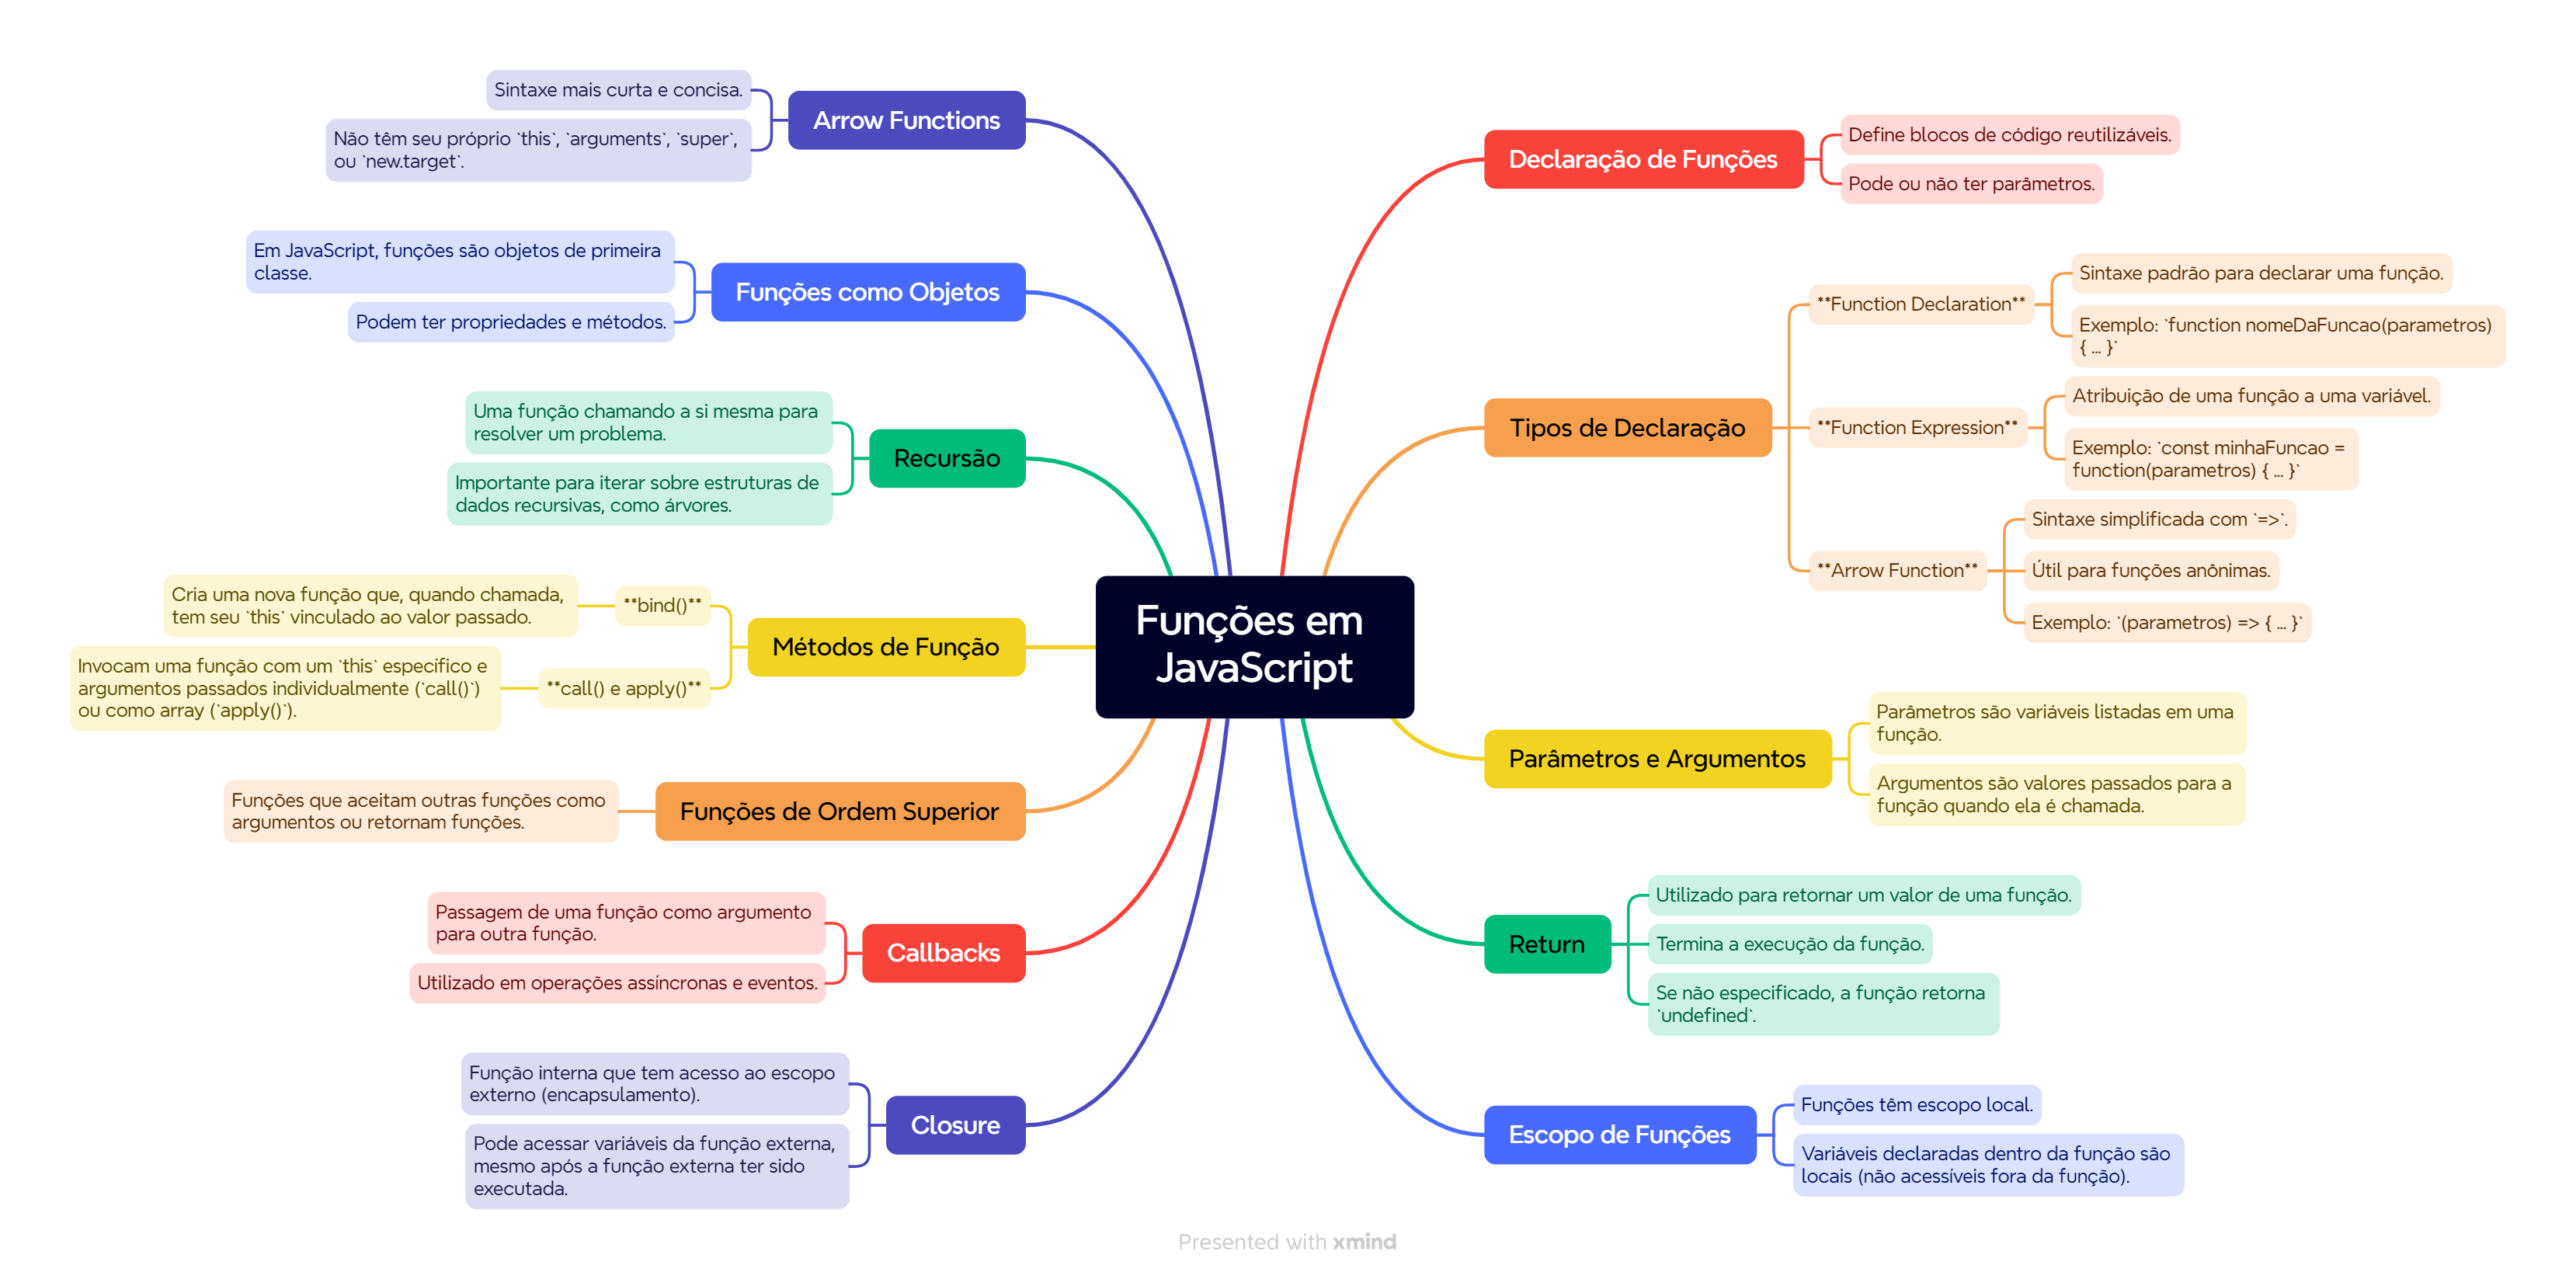 Funções em
JavaScript
Declaração de Funções
Define blocos de código reutilizáveis.
Pode ou não ter parâmetros.
Tipos de Declaração
**Function Declaration**
Sintaxe padrão para declarar uma função.
Exemplo: `function nomeDaFuncao(parametros)
{ ... }`
**Function Expression**
Atribuição de uma função a uma variável.
Exemplo: `const minhaFuncao =
function(parametros) { ... }`
**Arrow Function**
Sintaxe simplificada com `=>`.
Útil para funções anônimas.
Exemplo: `(parametros) => { ... }`
Parâmetros e Argumentos
Parâmetros são variáveis listadas em uma
função.
Argumentos são valores passados para a
função quando ela é chamada.
Return
Utilizado para retornar um valor de uma função.
Termina a execução da função.
Se não especificado, a função retorna
`undefined`.
Escopo de Funções
Funções têm escopo local.
Variáveis declaradas dentro da função são
locais (não acessíveis fora da função).
Arrow Functions
Sintaxe mais curta e concisa.
Não têm seu próprio `this`, `arguments`, `super`,
ou `new.target`.
Funções como Objetos
Em JavaScript, funções são objetos de primeira
classe.
Podem ter propriedades e métodos.
Recursão
Uma função chamando a si mesma para
resolver um problema.
Importante para iterar sobre estruturas de
dados recursivas, como árvores.
Métodos de Função
**bind()**
Cria uma nova função que, quando chamada,
tem seu `this` vinculado ao valor passado.
**call() e apply()**
Invocam uma função com um `this` específico e
argumentos passados individualmente (`call()`)
ou como array (`apply()`).
Funções de Ordem Superior
Funções que aceitam outras funções como
argumentos ou retornam funções.
Callbacks
Passagem de uma função como argumento
para outra função.
Utilizado em operações assíncronas e eventos.
Closure
Função interna que tem acesso ao escopo
externo (encapsulamento).
Pode acessar variáveis da função externa,
mesmo após a função externa ter sido
executada.
Presented with xmind